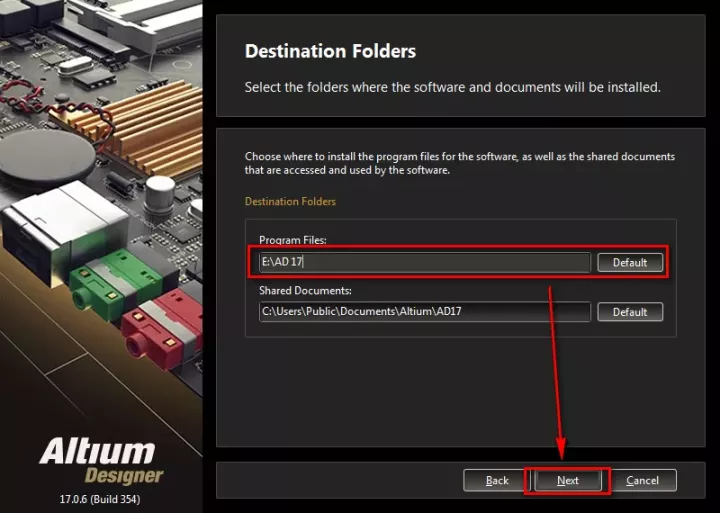 Destination Folders
Select the folders where the software and documents will be installed.
Choose where to install the program files for the software, as well as the shared documents
that are accessed and used by the software.
Destination Folders
Program Files:
E:\AD 17
Default
Shared Documents:
C:\Users\Public\Documents\Altium\AD17
Default
Altium
Designer
17.0.6 (Build 354)
Back
Next
Cancel